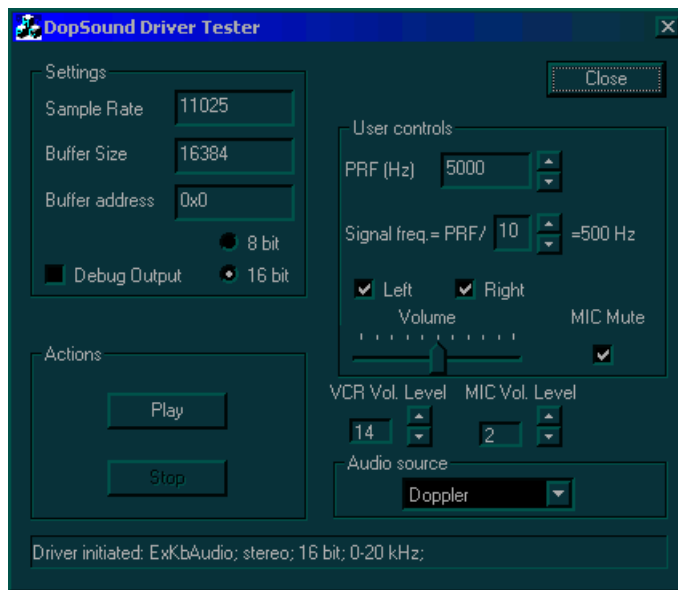 DopSound Driver Tester
Settings
Sample Rate 11025
Buffer Size 16384
Buffer address 0x0
8 bit
Debug Output 16 bit
Close
User controls
PRF (Hz) 5000
Signal freq.= PRF/ 10 =500 Hz
Left Right
Volume MIC Mute
Actions
Play
Stop
VCR Vol. Level MIC Vol. Level
14 2
Audio source
Doppler
Driver initiated: ExKbAudio; stereo; 16 bit; 0-20 kHz;